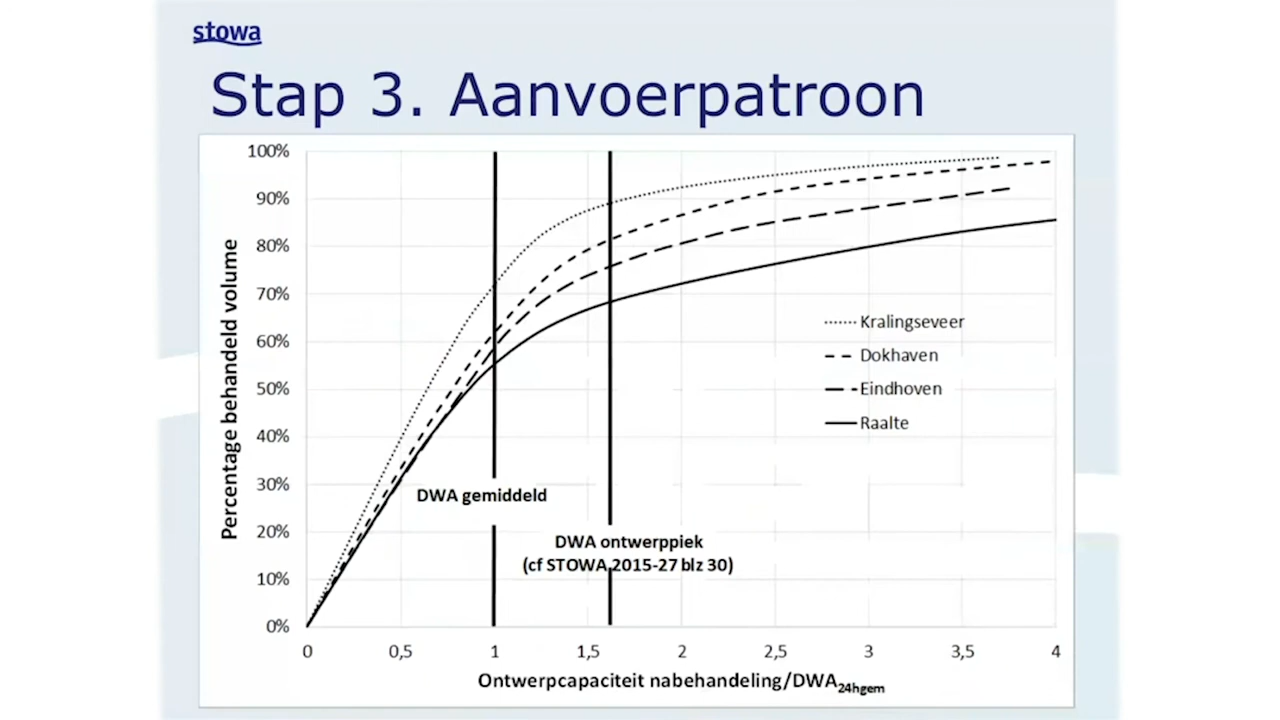 stowa
Stap 3. Aanvoerpatroon
Percentage behandeld volume
100%
90%
80%
70%
60%
50%
40%
30%
20%
10%
0%
Kralingseveer
Dokhaven
Eindhoven
Raalte
DWA gemiddeld
DWA ontwerppiek
(cf STOWA 2015-27 blz 30)
0 0,5 1 1,5 2 2,5 3 3,5 4
Ontwerpcapaciteit nabehandeling/DWA24hgem